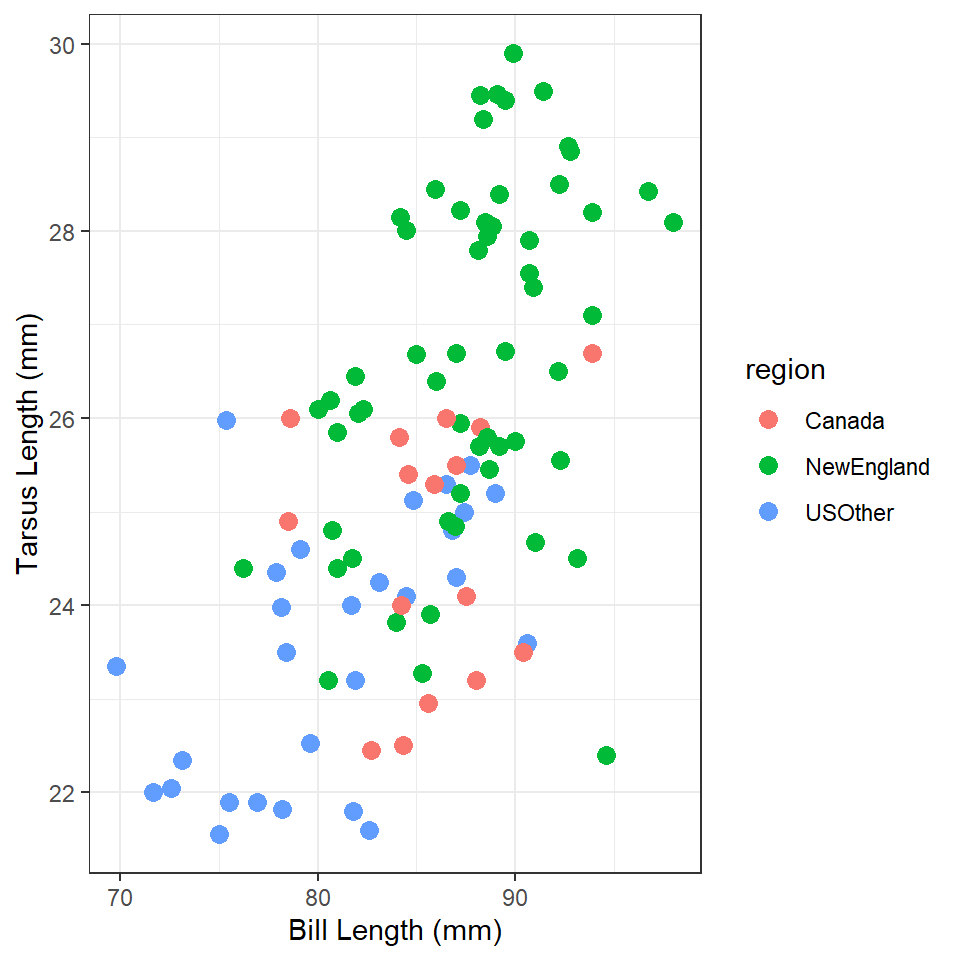 30
28
26
24
22
Tarsus Length (mm)
70 80 90
Bill Length (mm)
region
Canada
NewEngland
USOther